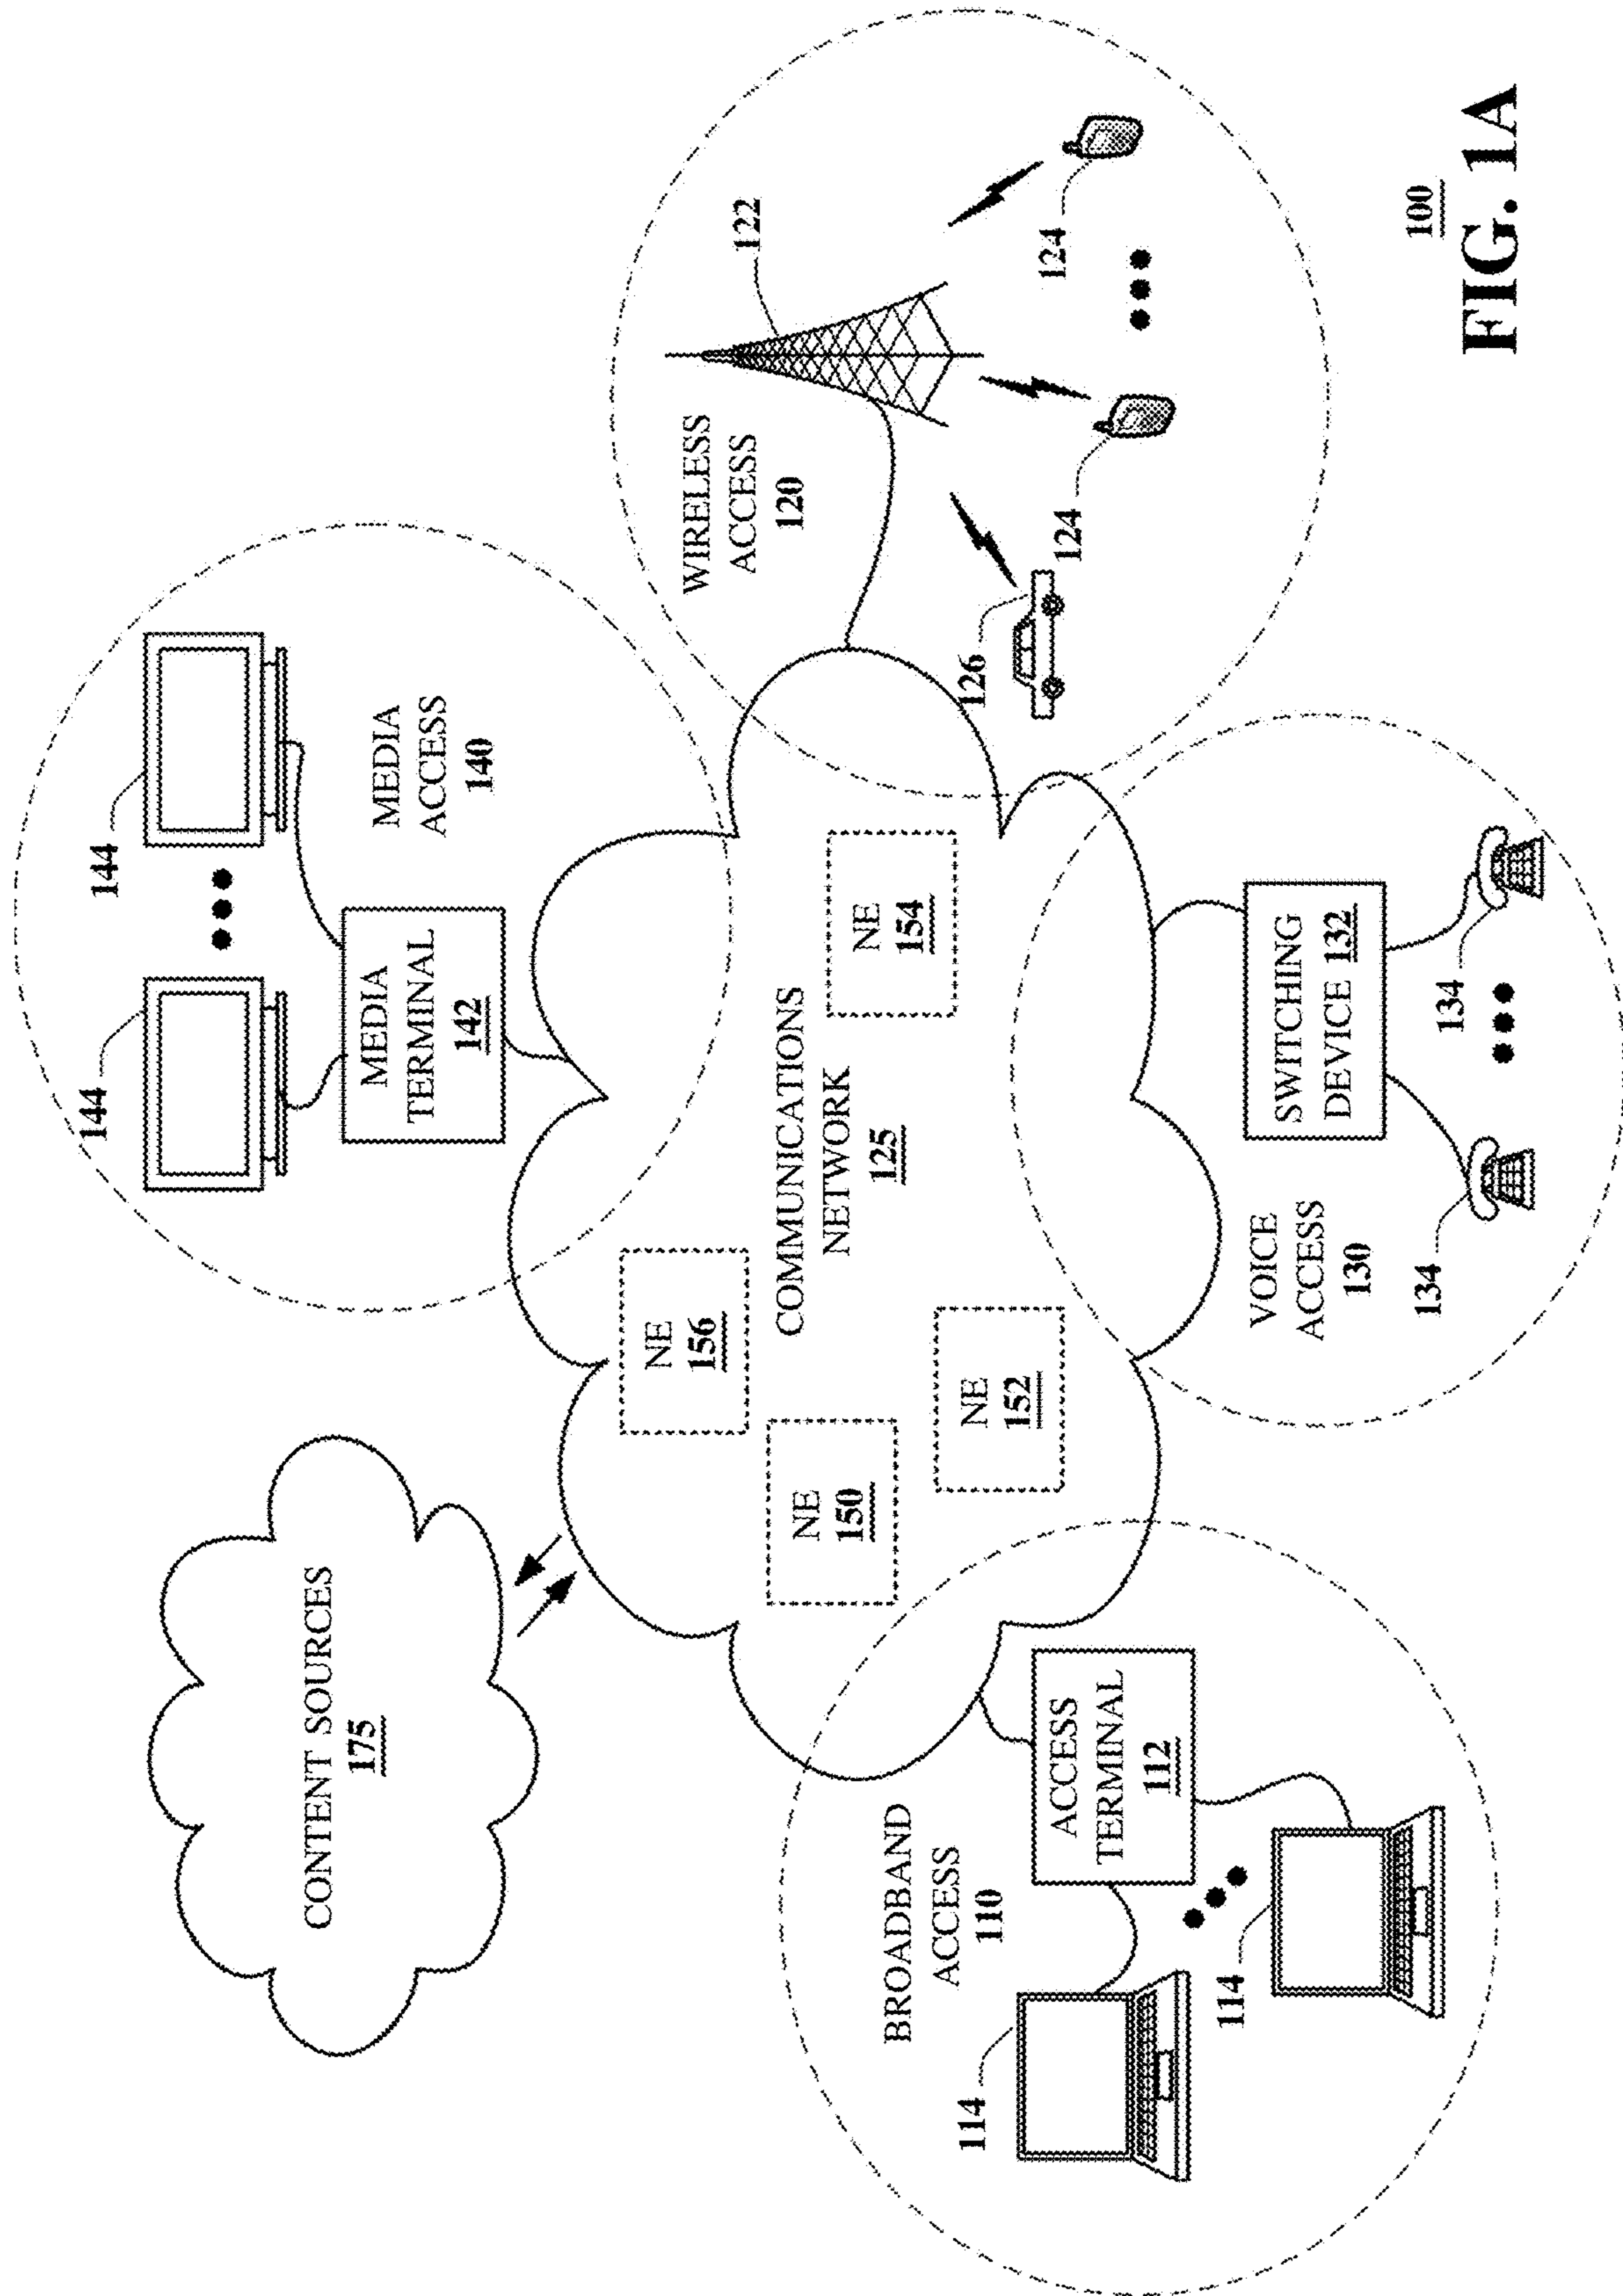 CONTENT SOURCES
175
144
144
MEDIA
TERMINAL
142
MEDIA
ACCESS
140
NE
156
NE
150
NE
152
NE
154
COMMUNICATIONS
NETWORK
125
WIRELESS
ACCESS
120
122
126
124
124
BROADBAND
ACCESS
110
ACCESS
TERMINAL
112
114
114
VOICE
ACCESS
130
SWITCHING
DEVICE 132
134
134
100
FIG. 1A